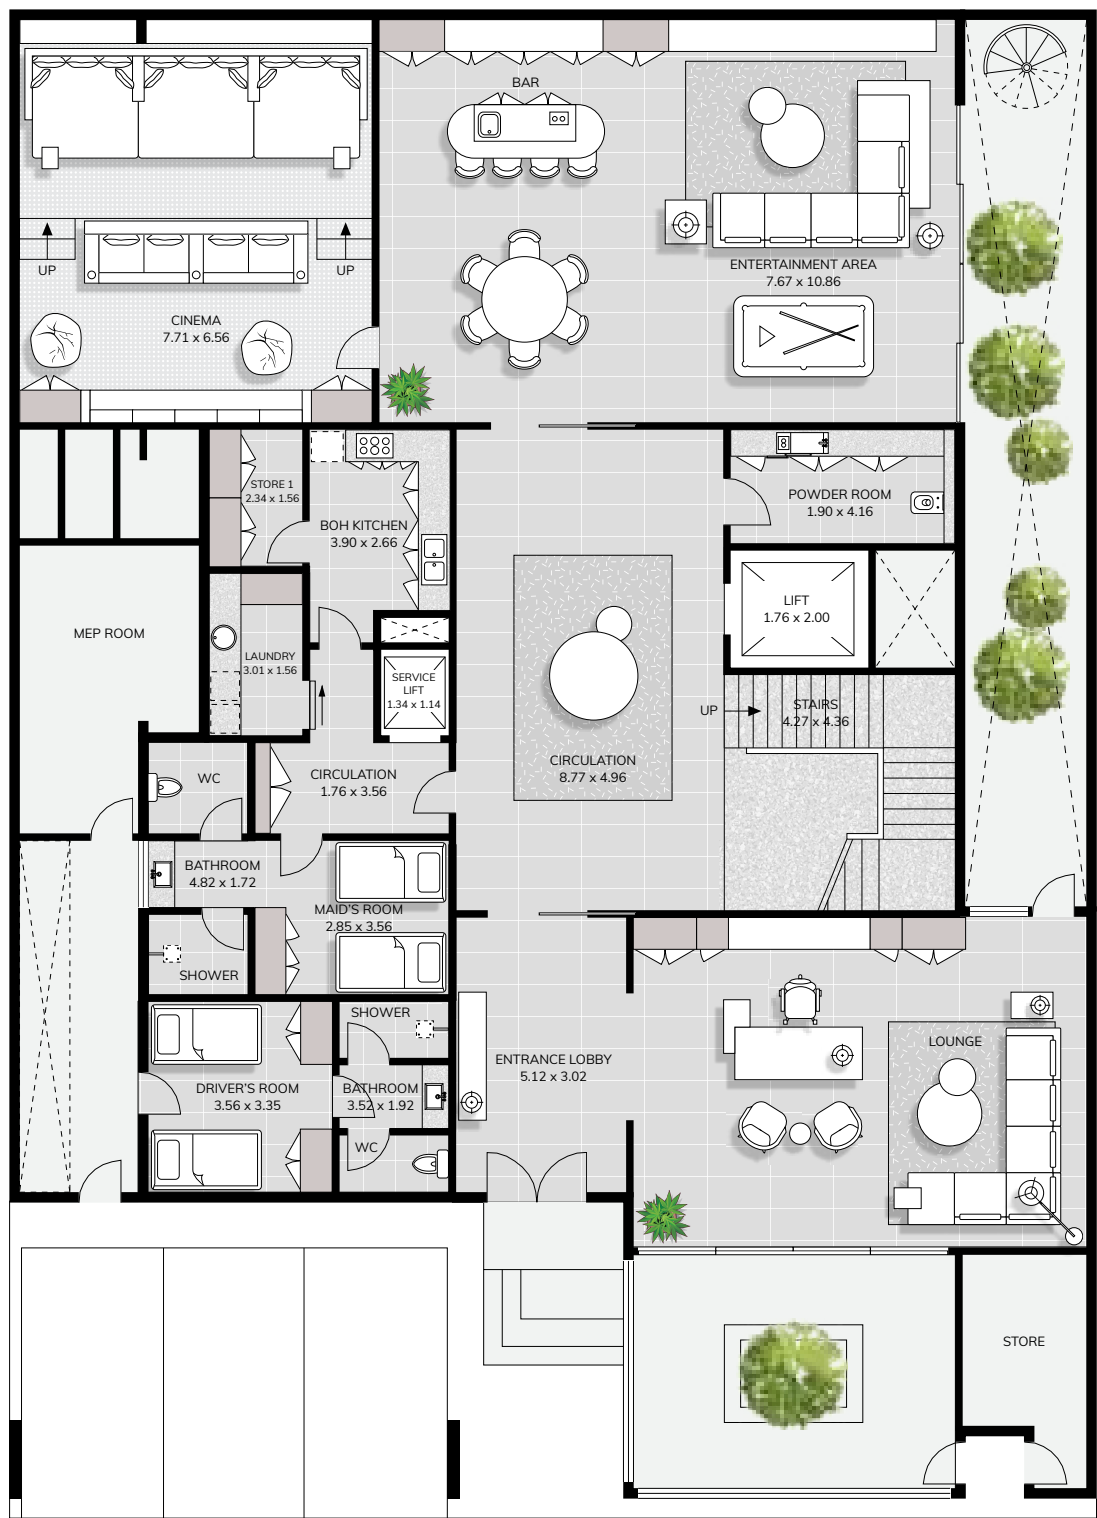 BAR
UP
UP
ENTERTAINMENT AREA
7.67 x 10.86
CINEMA
7.71 x 6.56
STORE 1
2.34 x 1.56
BOH KITCHEN
3.90 x 2.66
POWDER ROOM
1.90 x 4.16
LIFT
1.76 x 2.00
MEP ROOM
LAUNDRY
3.01 x 1.56
SERVICE
LIFT
1.34 x 1.14
UP
STAIRS
4.27 x 4.36
CIRCULATION
8.77 x 4.96
WC
CIRCULATION
1.76 x 3.56
BATHROOM
4.82 x 1.72
MAID'S ROOM
2.85 x 3.56
SHOWER
SHOWER
LOUNGE
ENTRANCE LOBBY
5.12 x 3.02
DRIVER'S ROOM
3.56 x 3.35
BATHROOM
3.52 x 1.92
WC
STORE